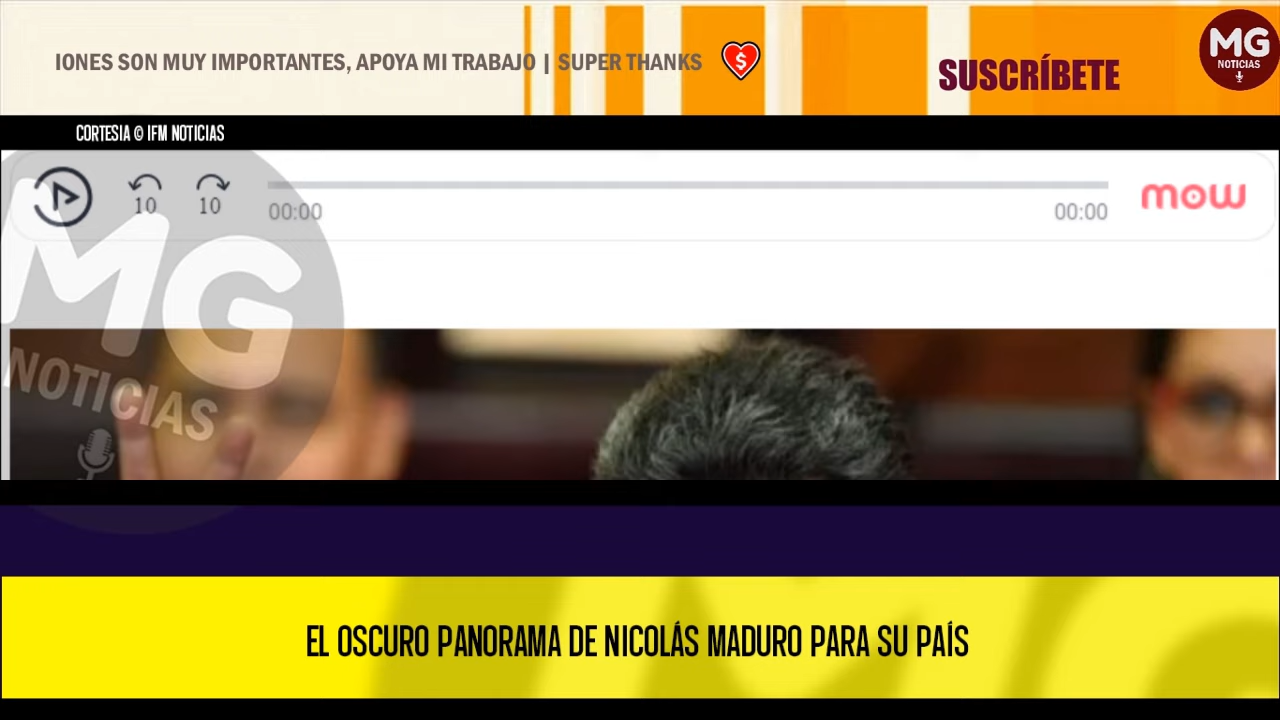 IONES SON MUY IMPORTANTES, APOYA MI TRABAJO | SUPER THANKS
$
SUSCRÍBETE
MG
NOTICIAS
CORTESIA © IFM NOTICIAS
10
10
00:00
00:00
mow
MG
NOTICIAS
EL OSCURO PANORAMA DE NICOLÁS MADURO PARA SU PAÍS